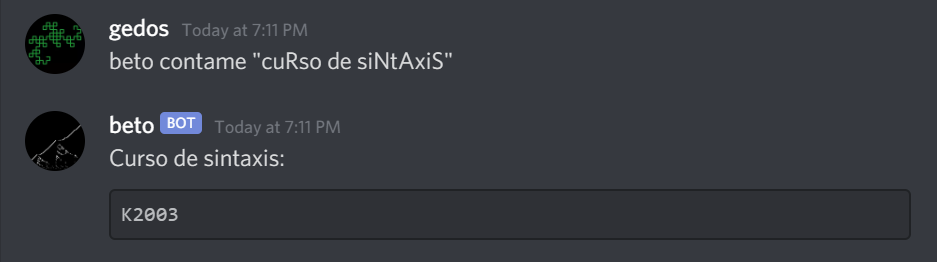 gedos Today at 7:11 PM
beto contame "cuRso de siNtAxiS"
beto BOT Today at 7:11 PM
Curso de sintaxis:
K2003